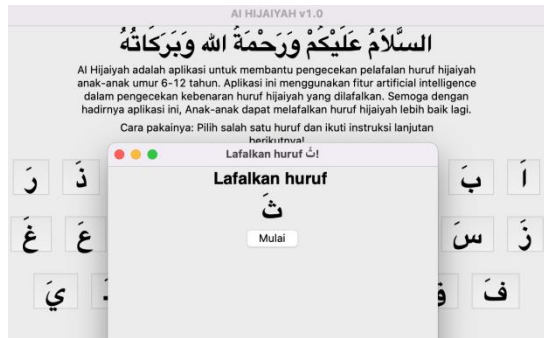 AI HIJAIYAH v1.0
السَّلاَمُ عَلَيْكُمْ وَرَحْمَةُ الله وَبَرَكَاتُهُ
AI Hijaiyah adalah aplikasi untuk membantu pengecekan pelafalan huruf hijaiyah
anak-anak umur 6-12 tahun. Aplikasi ini menggunakan fitur artificial intelligence
dalam pengecekan kebenaran huruf hijaiyah yang dilafalkan. Semoga dengan
hadirnya aplikasi ini, Anak-anak dapat melafalkan huruf hijaiyah lebih baik lagi.
Cara pakainya: Pilih salah satu huruf dan ikuti instruksi lanjutan
berikutnya!
Lafalkan huruf ثَ!
Lafalkan huruf
ثَ
Mulai
اَ بَ ذَ رَ
زَ سَ عَ غَ
فَ يَ